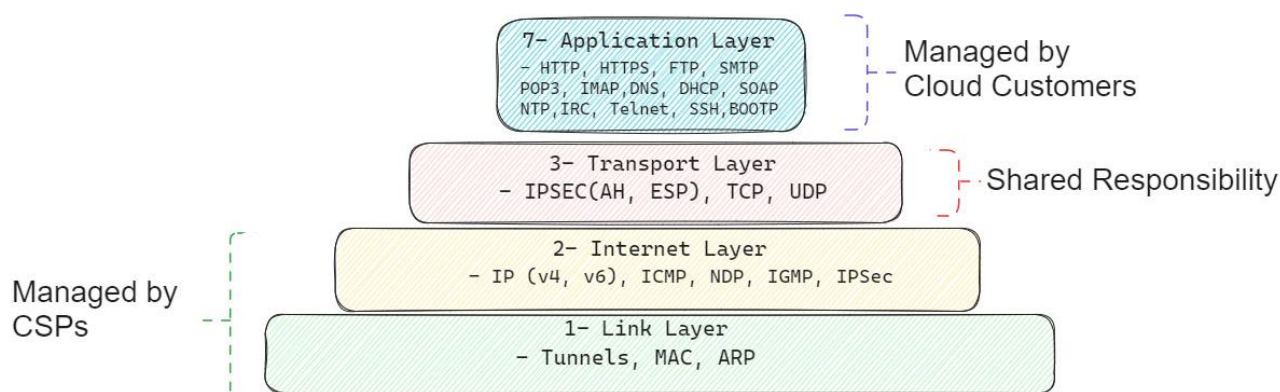 7- Application Layer
- HTTP, HTTPS, FTP, SMTP
POP3, IMAP,DNS, DHCP, SOAP
NTP,IRC, Telnet, SSH,BOOTP
Managed by
Cloud Customers
3- Transport Layer
- IPSEC(AH, ESP), TCP, UDP
Shared Responsibility
2- Internet Layer
- IP (v4, v6), ICMP, NDP, IGMP, IPSec
Managed by
CSPs
1- Link Layer
- Tunnels, MAC, ARP